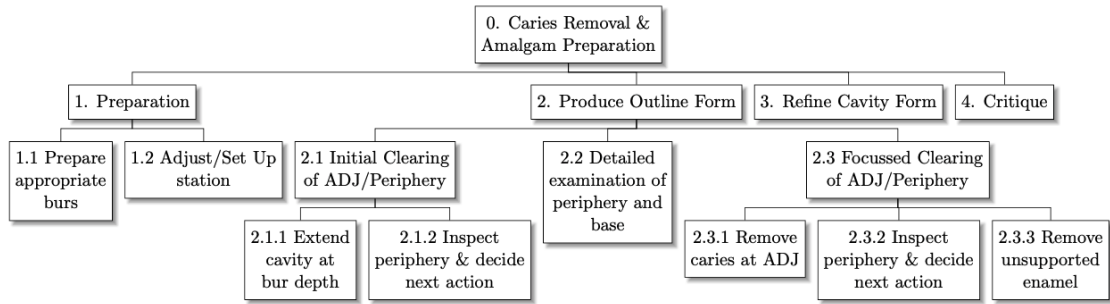 0. Caries Removal &
Amalgam Preparation
1. Preparation
2. Produce Outline Form
3. Refine Cavity Form
4. Critique
1.1 Prepare
appropriate
burs
1.2 Adjust/Set Up
station
2.1 Initial Clearing
of ADJ/Periphery
2.2 Detailed
examination of
periphery and
base
2.3 Focussed Clearing
of ADJ/Periphery
2.1.1 Extend
cavity at
bur depth
2.1.2 Inspect
periphery & decide
next action
2.3.1 Remove
caries at ADJ
2.3.2 Inspect
periphery & decide
next action
2.3.3 Remove
unsupported
enamel